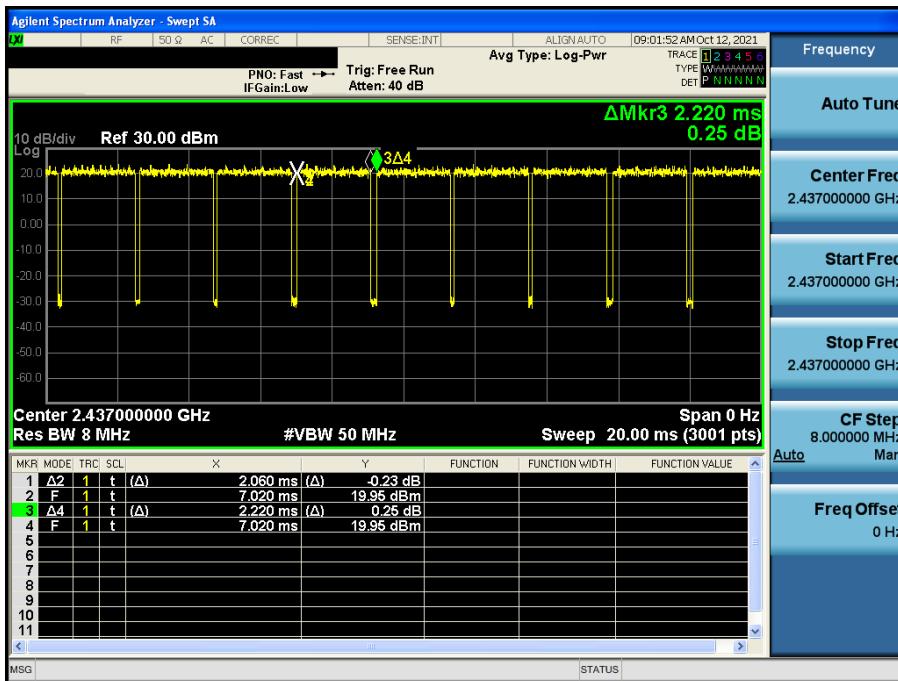 Agilent Spectrum Analyzer - Swept SA
LXI RF 50 Ω AC CORREC SENSE:INT ALIGNAUTO 09:01:52 AM Oct 12, 2021
PNO: Fast Trig: Free Run Avg Type: Log-Pwr TRACE 1 2 3 4 5 6
IFGain:Low Atten: 40 dB TYPE WWWWWW
DET P N N N N N
ΔMkr3 2.220 ms
0.25 dB
10 dB/div Ref 30.00 dBm
Log
20.0
10.0
0.00
-10.0
-20.0
-30.0
-40.0
-50.0
-60.0
3Δ4
Center 2.437000000 GHz Span 0 Hz
Res BW 8 MHz #VBW 50 MHz Sweep 20.00 ms (3001 pts)
MKR MODE TRC SCL X Y FUNCTION FUNCTION WIDTH FUNCTION VALUE
1 Δ2 1 t (Δ) 2.060 ms (Δ) -0.23 dB
2 F 1 t 7.020 ms 19.95 dBm
3 Δ4 1 t (Δ) 2.220 ms (Δ) 0.25 dB
4 F 1 t 7.020 ms 19.95 dBm
5
6
7
8
9
10
11
MSG STATUS
Frequency
Auto Tune
Center Freq
2.437000000 GHz
Start Freq
2.437000000 GHz
Stop Freq
2.437000000 GHz
CF Step
8.000000 MHz
Auto Man
Freq Offset
0 Hz